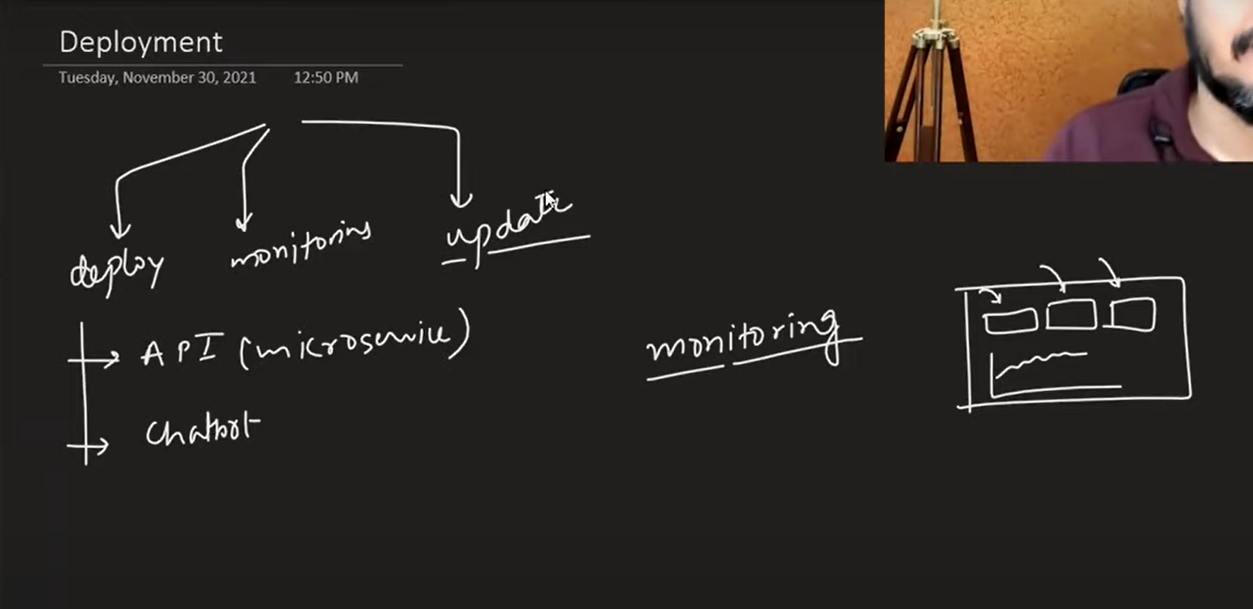 Deployment
Tuesday, November 30, 2021 12:50 PM
deploy monitoring update
API (microservice)
monitoring
Chatbot